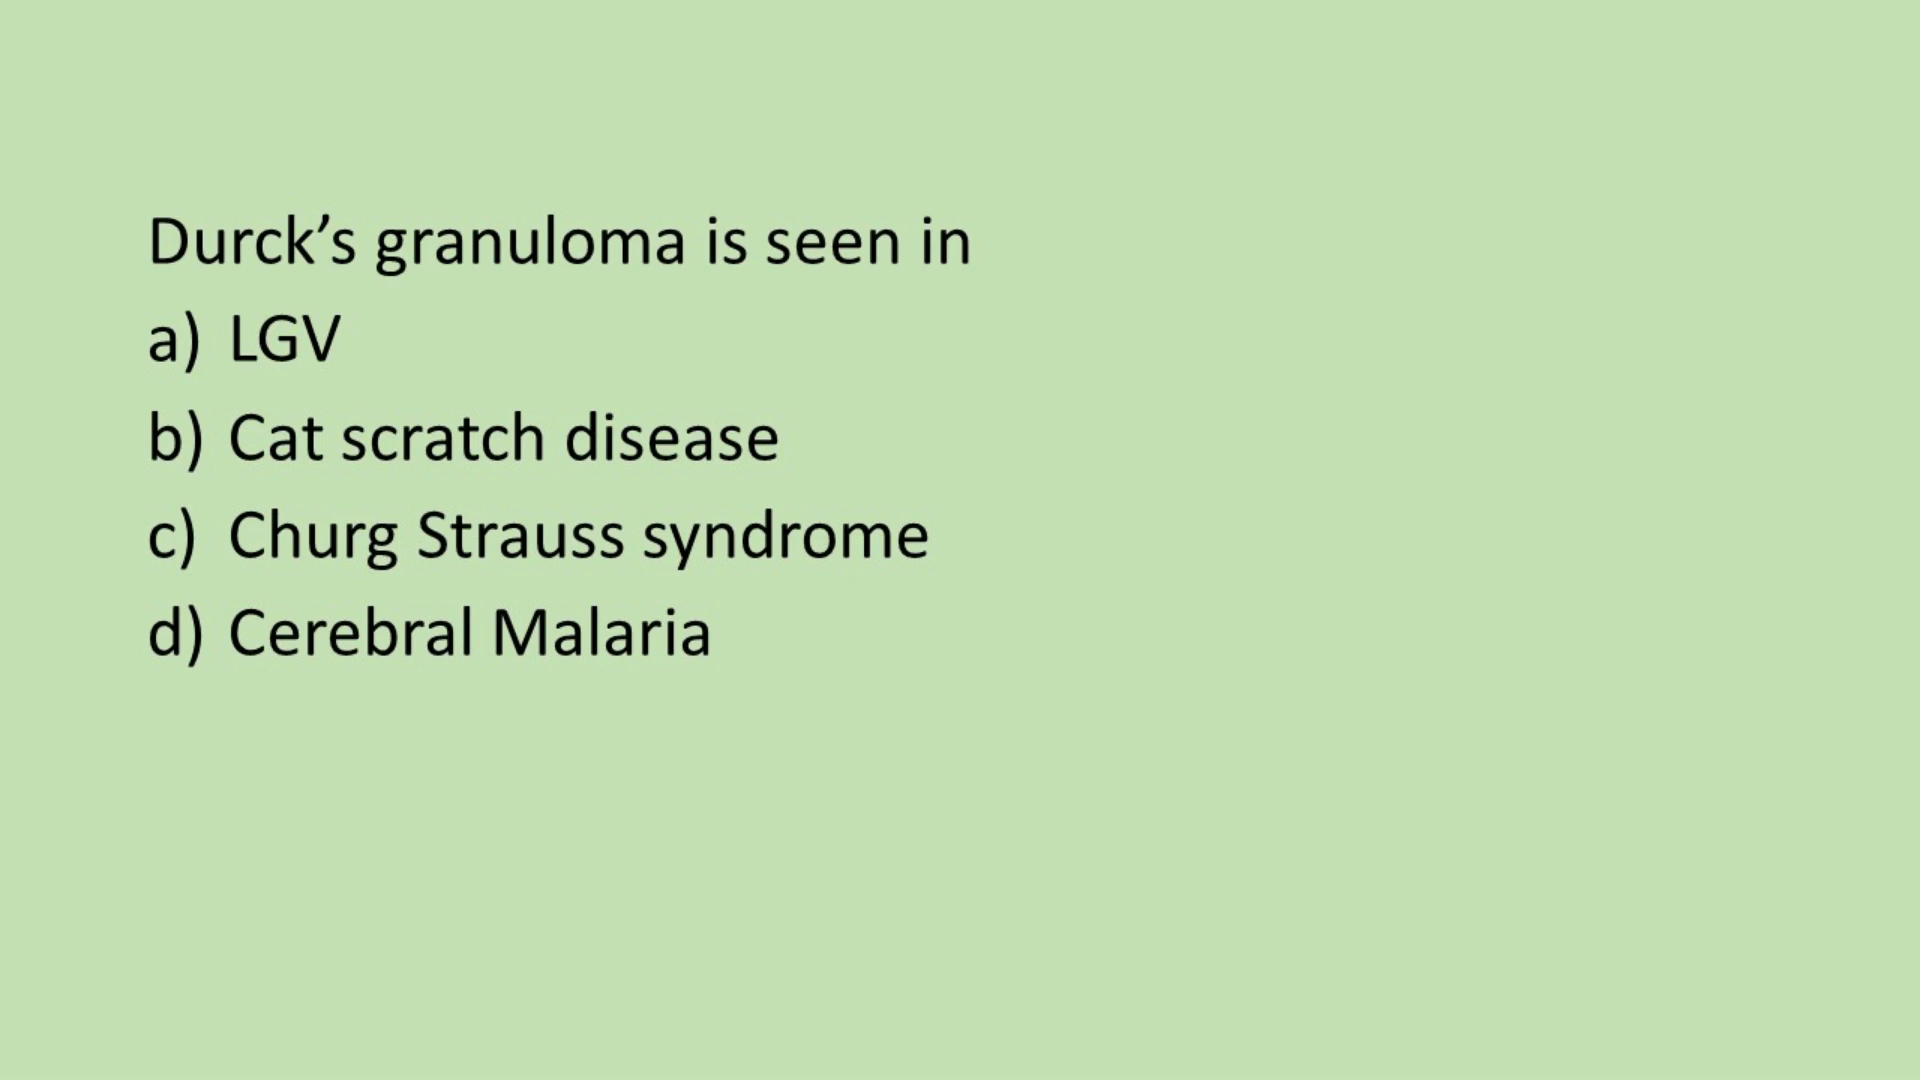 Durck’s granuloma is seen in
a) LGV
b) Cat scratch disease
c) Churg Strauss syndrome
d) Cerebral Malaria